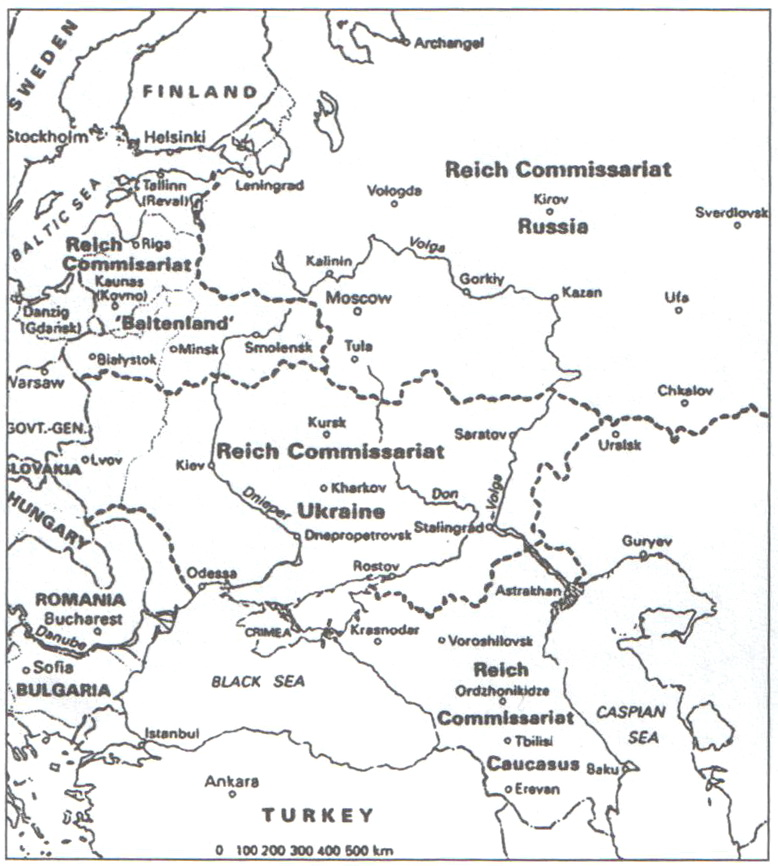 Archangel
SWEDEN
FINLAND
Stockholm
Helsinki
Reich Commissariat
Tallinn
(Reval)
Leningrad
Vologda
Kirov
Russia
Sverdlovsk
BALTIC SEA
Reich
Riga
Commisariat
Kalinin
Volga
Kaunas
(Kovno)
Gorkiy
Kazan
Danzig
(Gdańsk)
Moscow
Ufa
'Baltenland'
Minsk
Smolensk
Tula
Białystok
Warsaw
Chkalov
GOVT.-GEN.
Kursk
Saratov
Uralsk
Reich Commissariat
SLOVAKIA
Lvov
Kiev
Kharkov
Volga
Don
HUNGARY
Dnieper
Ukraine
Stalingrad
Dnepropetrovsk
Guryev
Odessa
Rostov
Astrakhan
ROMANIA
Bucharest
CRIMEA
Krasnodar
Voroshilovsk
Danube
Sofia
BULGARIA
BLACK SEA
Reich
Ordzhonikidze
Commissariat
CASPIAN
SEA
Istanbul
Tbilisi
Caucasus
Baku
Ankara
Erevan
TURKEY
0 100 200 300 400 500 km